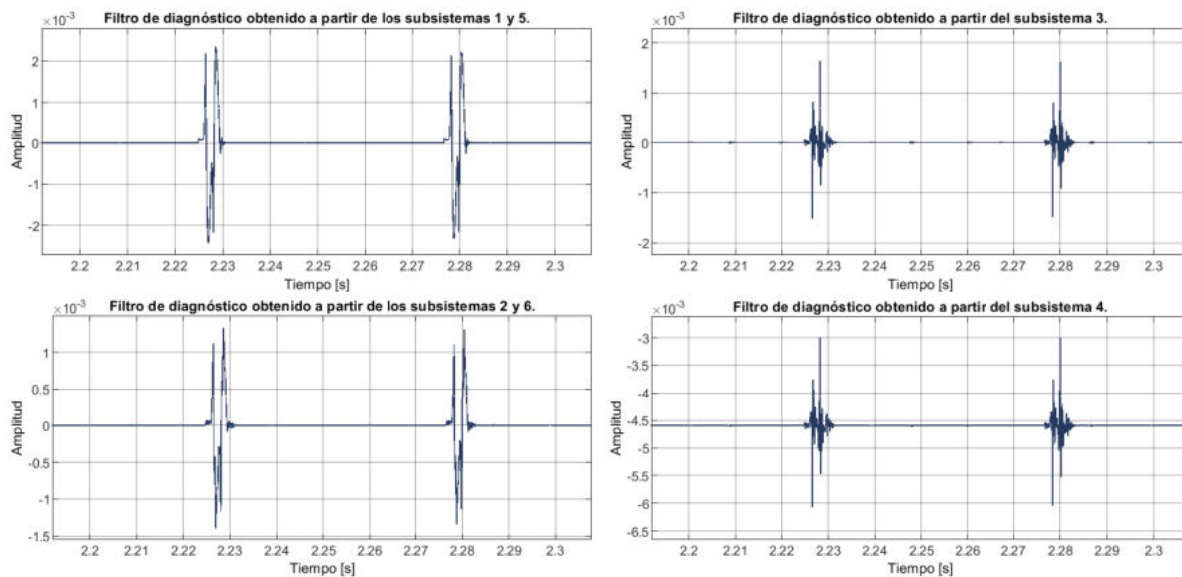 Filtro de diagnóstico obtenido a partir de los subsistemas 1 y 5.
×10⁻³
2
1
0
-1
-2
Amplitud
2.2 2.21 2.22 2.23 2.24 2.25 2.26 2.27 2.28 2.29 2.3
Tiempo [s]
Filtro de diagnóstico obtenido a partir del subsistema 3.
×10⁻³
2
1
0
-1
-2
Amplitud
2.2 2.21 2.22 2.23 2.24 2.25 2.26 2.27 2.28 2.29 2.3
Tiempo [s]
Filtro de diagnóstico obtenido a partir de los subsistemas 2 y 6.
×10⁻³
1
0.5
0
-0.5
-1
-1.5
Amplitud
2.2 2.21 2.22 2.23 2.24 2.25 2.26 2.27 2.28 2.29 2.3
Tiempo [s]
Filtro de diagnóstico obtenido a partir del subsistema 4.
×10⁻³
-3
-3.5
-4
-4.5
-5
-5.5
-6
-6.5
Amplitud
2.2 2.21 2.22 2.23 2.24 2.25 2.26 2.27 2.28 2.29 2.3
Tiempo [s]